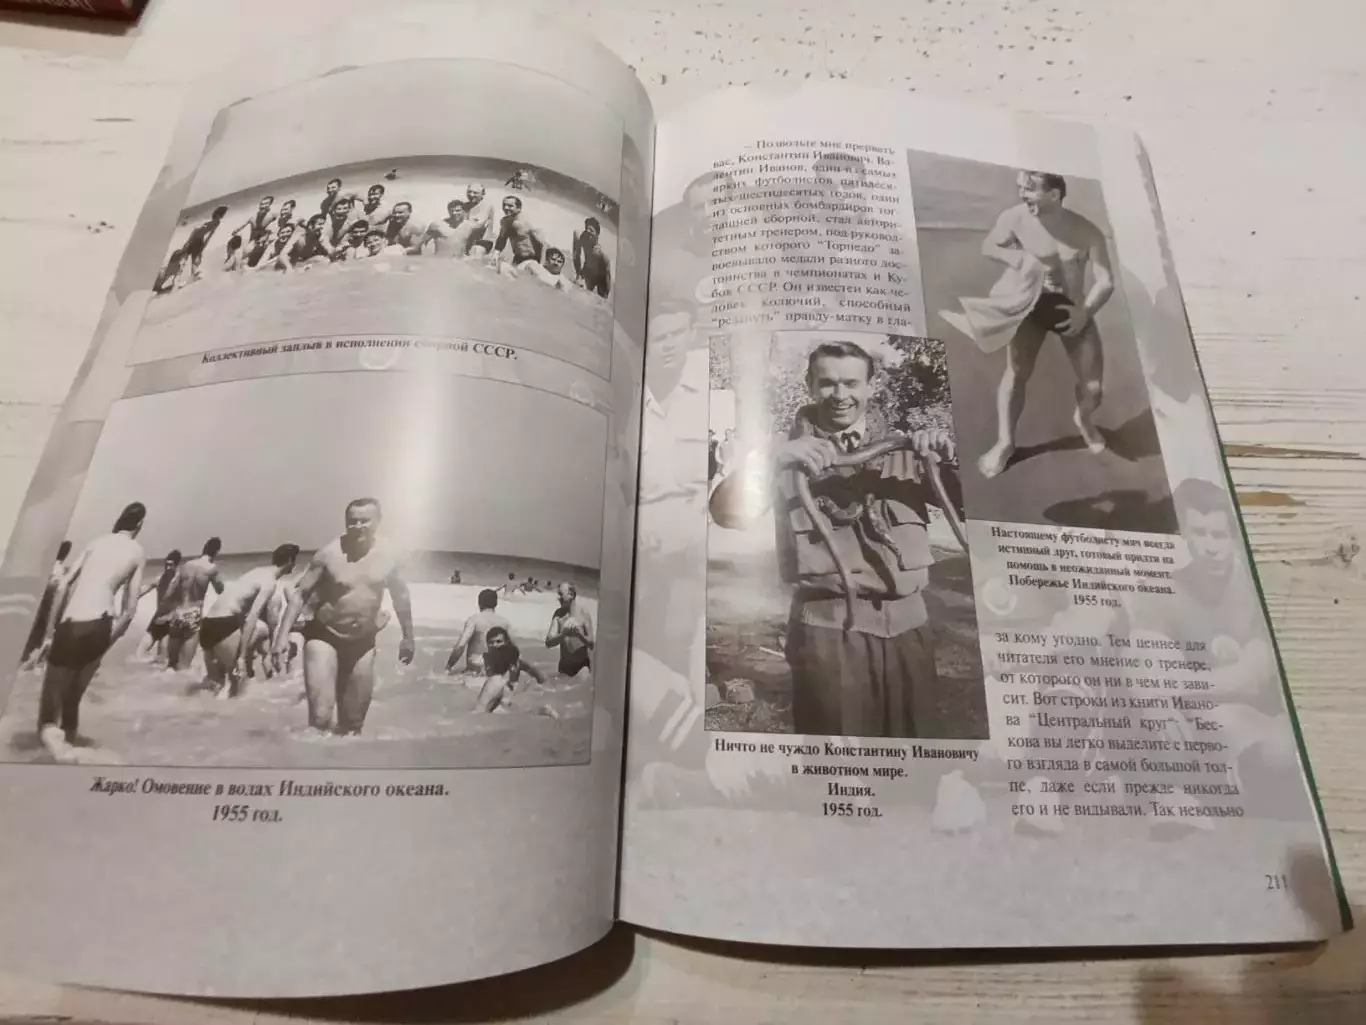 Коллективный заплыв в исполнении сборной СССР.
Жарко! Омовение в водах Индийского океана.
1955 год.
– Позвольте мне прервать
вас, Константин Иванович. Ва-
лентин Иванов, один из самых
ярких футболистов пятидеся-
тых-шестидесятых годов, один
из основных бомбардиров тог-
дашней сборной, стал автори-
тетным тренером, под руковод-
ством которого "Торпедо" за-
воевывало медали разного дос-
тоинства в чемпионатах и Ку-
бов СССР. Он известен как че-
ловек колючий, способный
"резануть" правду-матку в гла-
Настоящему футболисту мяч всегда
истинный друг, готовый придти на
помощь в неожиданный момент.
Побережье Индийского океана.
1955 год.
Ничто не чуждо Константину Ивановичу
в животном мире.
Индия.
1955 год.
за кому угодно. Тем ценнее для
читателя его мнение о тренере,
от которого он ни в чем не зави-
сит. Вот строки из книги Ивано-
ва "Центральный круг": "Бес-
кова вы легко выделите с перво-
го взгляда в самой большой тол-
пе, даже если прежде никогда
его и не видывали. Так невольно
211